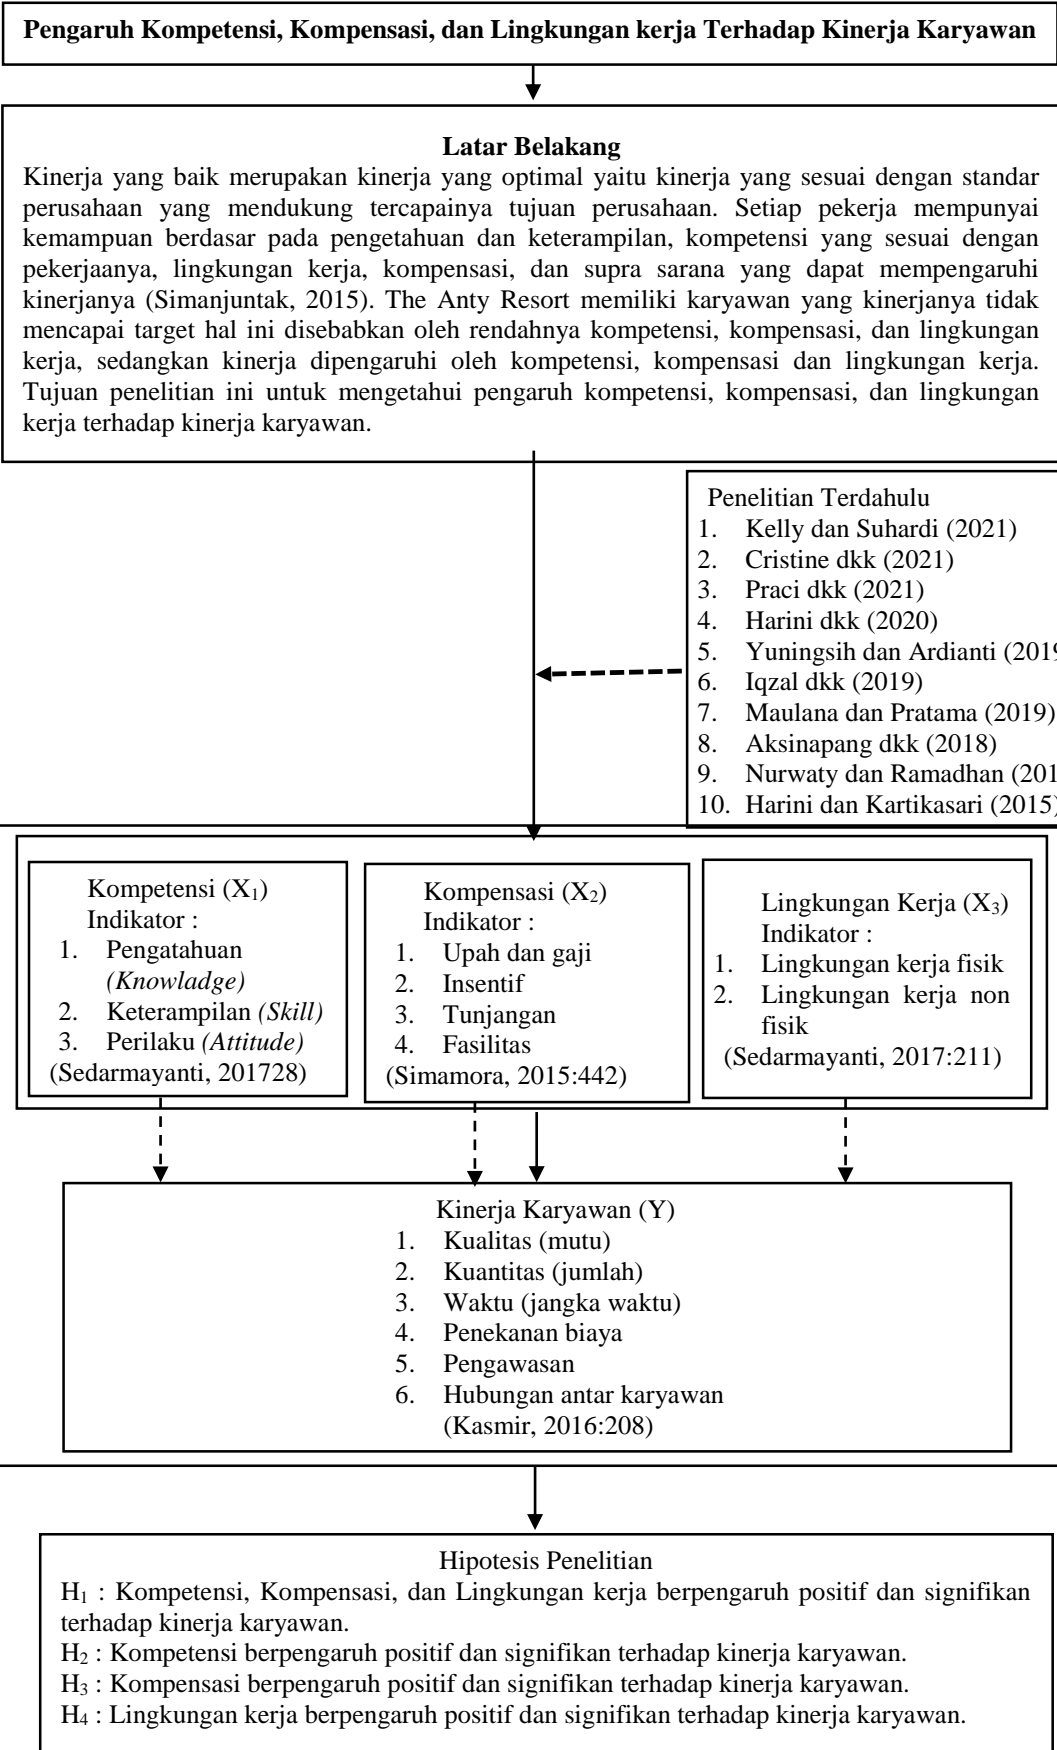 Pengaruh Kompetensi, Kompensasi, dan Lingkungan kerja Terhadap Kinerja Karyawan
Latar Belakang
Kinerja yang baik merupakan kinerja yang optimal yaitu kinerja yang sesuai dengan standar
perusahaan yang mendukung tercapainya tujuan perusahaan. Setiap pekerja mempunyai
kemampuan berdasar pada pengetahuan dan keterampilan, kompetensi yang sesuai dengan
pekerjaanya, lingkungan kerja, kompensasi, dan supra sarana yang dapat mempengaruhi
kinerjanya (Simanjuntak, 2015). The Anty Resort memiliki karyawan yang kinerjanya tidak
mencapai target hal ini disebabkan oleh rendahnya kompetensi, kompensasi, dan lingkungan
kerja, sedangkan kinerja dipengaruhi oleh kompetensi, kompensasi dan lingkungan kerja.
Tujuan penelitian ini untuk mengetahui pengaruh kompetensi, kompensasi, dan lingkungan
kerja terhadap kinerja karyawan.
Penelitian Terdahulu
1. Kelly dan Suhardi (2021)
2. Cristine dkk (2021)
3. Praci dkk (2021)
4. Harini dkk (2020)
5. Yuningsih dan Ardianti (2019
6. Iqzal dkk (2019)
7. Maulana dan Pratama (2019)
8. Aksinapang dkk (2018)
9. Nurwaty dan Ramadhan (201
10. Harini dan Kartikasari (2015)
Kompetensi (X₁)
Indikator :
1. Pengatahuan
(Knowladge)
2. Keterampilan (Skill)
3. Perilaku (Attitude)
(Sedarmayanti, 201728)
Kompensasi (X₂)
Indikator :
1. Upah dan gaji
2. Insentif
3. Tunjangan
4. Fasilitas
(Simamora, 2015:442)
Lingkungan Kerja (X₃)
Indikator :
1. Lingkungan kerja fisik
2. Lingkungan kerja non
fisik
(Sedarmayanti, 2017:211)
Kinerja Karyawan (Y)
1. Kualitas (mutu)
2. Kuantitas (jumlah)
3. Waktu (jangka waktu)
4. Penekanan biaya
5. Pengawasan
6. Hubungan antar karyawan
(Kasmir, 2016:208)
Hipotesis Penelitian
H₁ : Kompetensi, Kompensasi, dan Lingkungan kerja berpengaruh positif dan signifikan
terhadap kinerja karyawan.
H₂ : Kompetensi berpengaruh positif dan signifikan terhadap kinerja karyawan.
H₃ : Kompensasi berpengaruh positif dan signifikan terhadap kinerja karyawan.
H₄ : Lingkungan kerja berpengaruh positif dan signifikan terhadap kinerja karyawan.